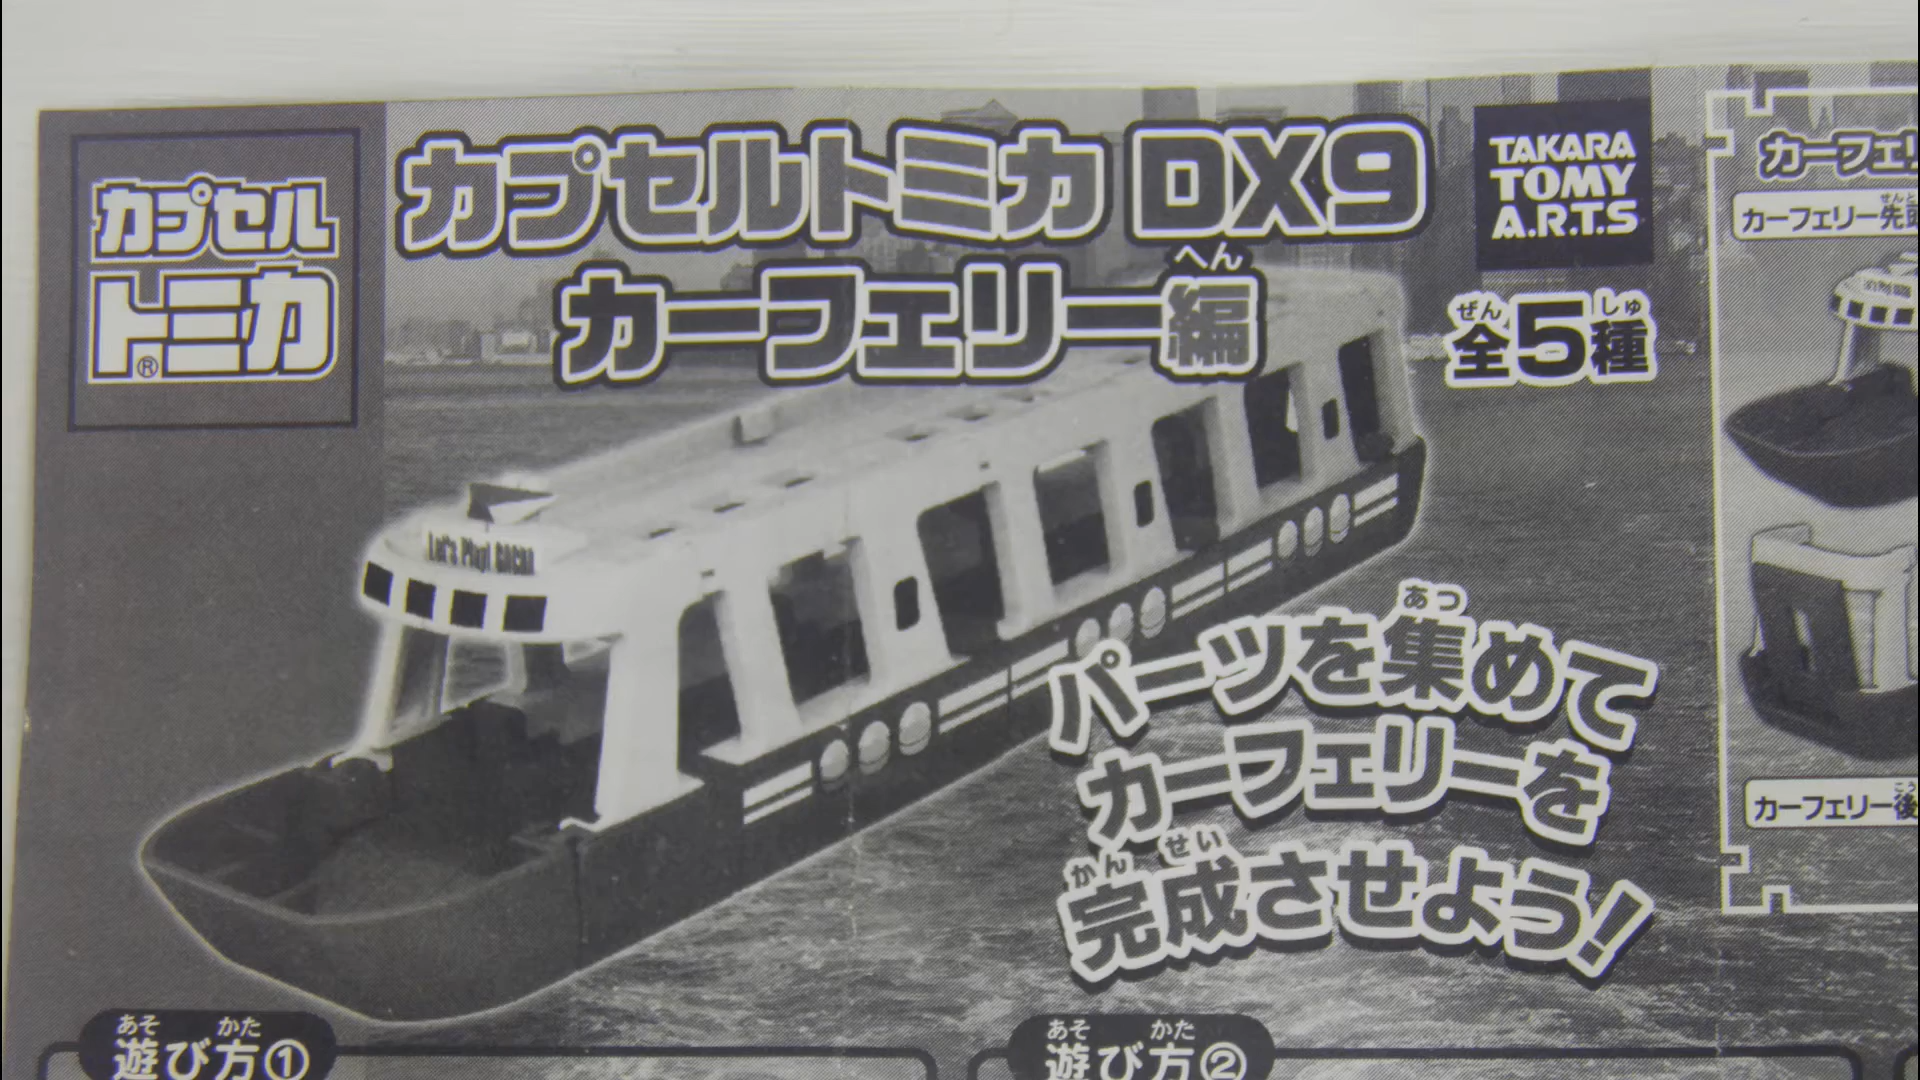 カプセル
トミカ
®
カプセルトミカ DX9
へん
カーフェリー編
TAKARA
TOMY
A.R.T.S
ぜん しゅ
全5種
Let's Play! GACHA
あつ
パーツを集めて
カーフェリーを
かん せい
完成させよう!
カーフェリ
せんと
カーフェリー先頭
こう
カーフェリー後
あそ かた
遊び方①
あそ かた
遊び方②